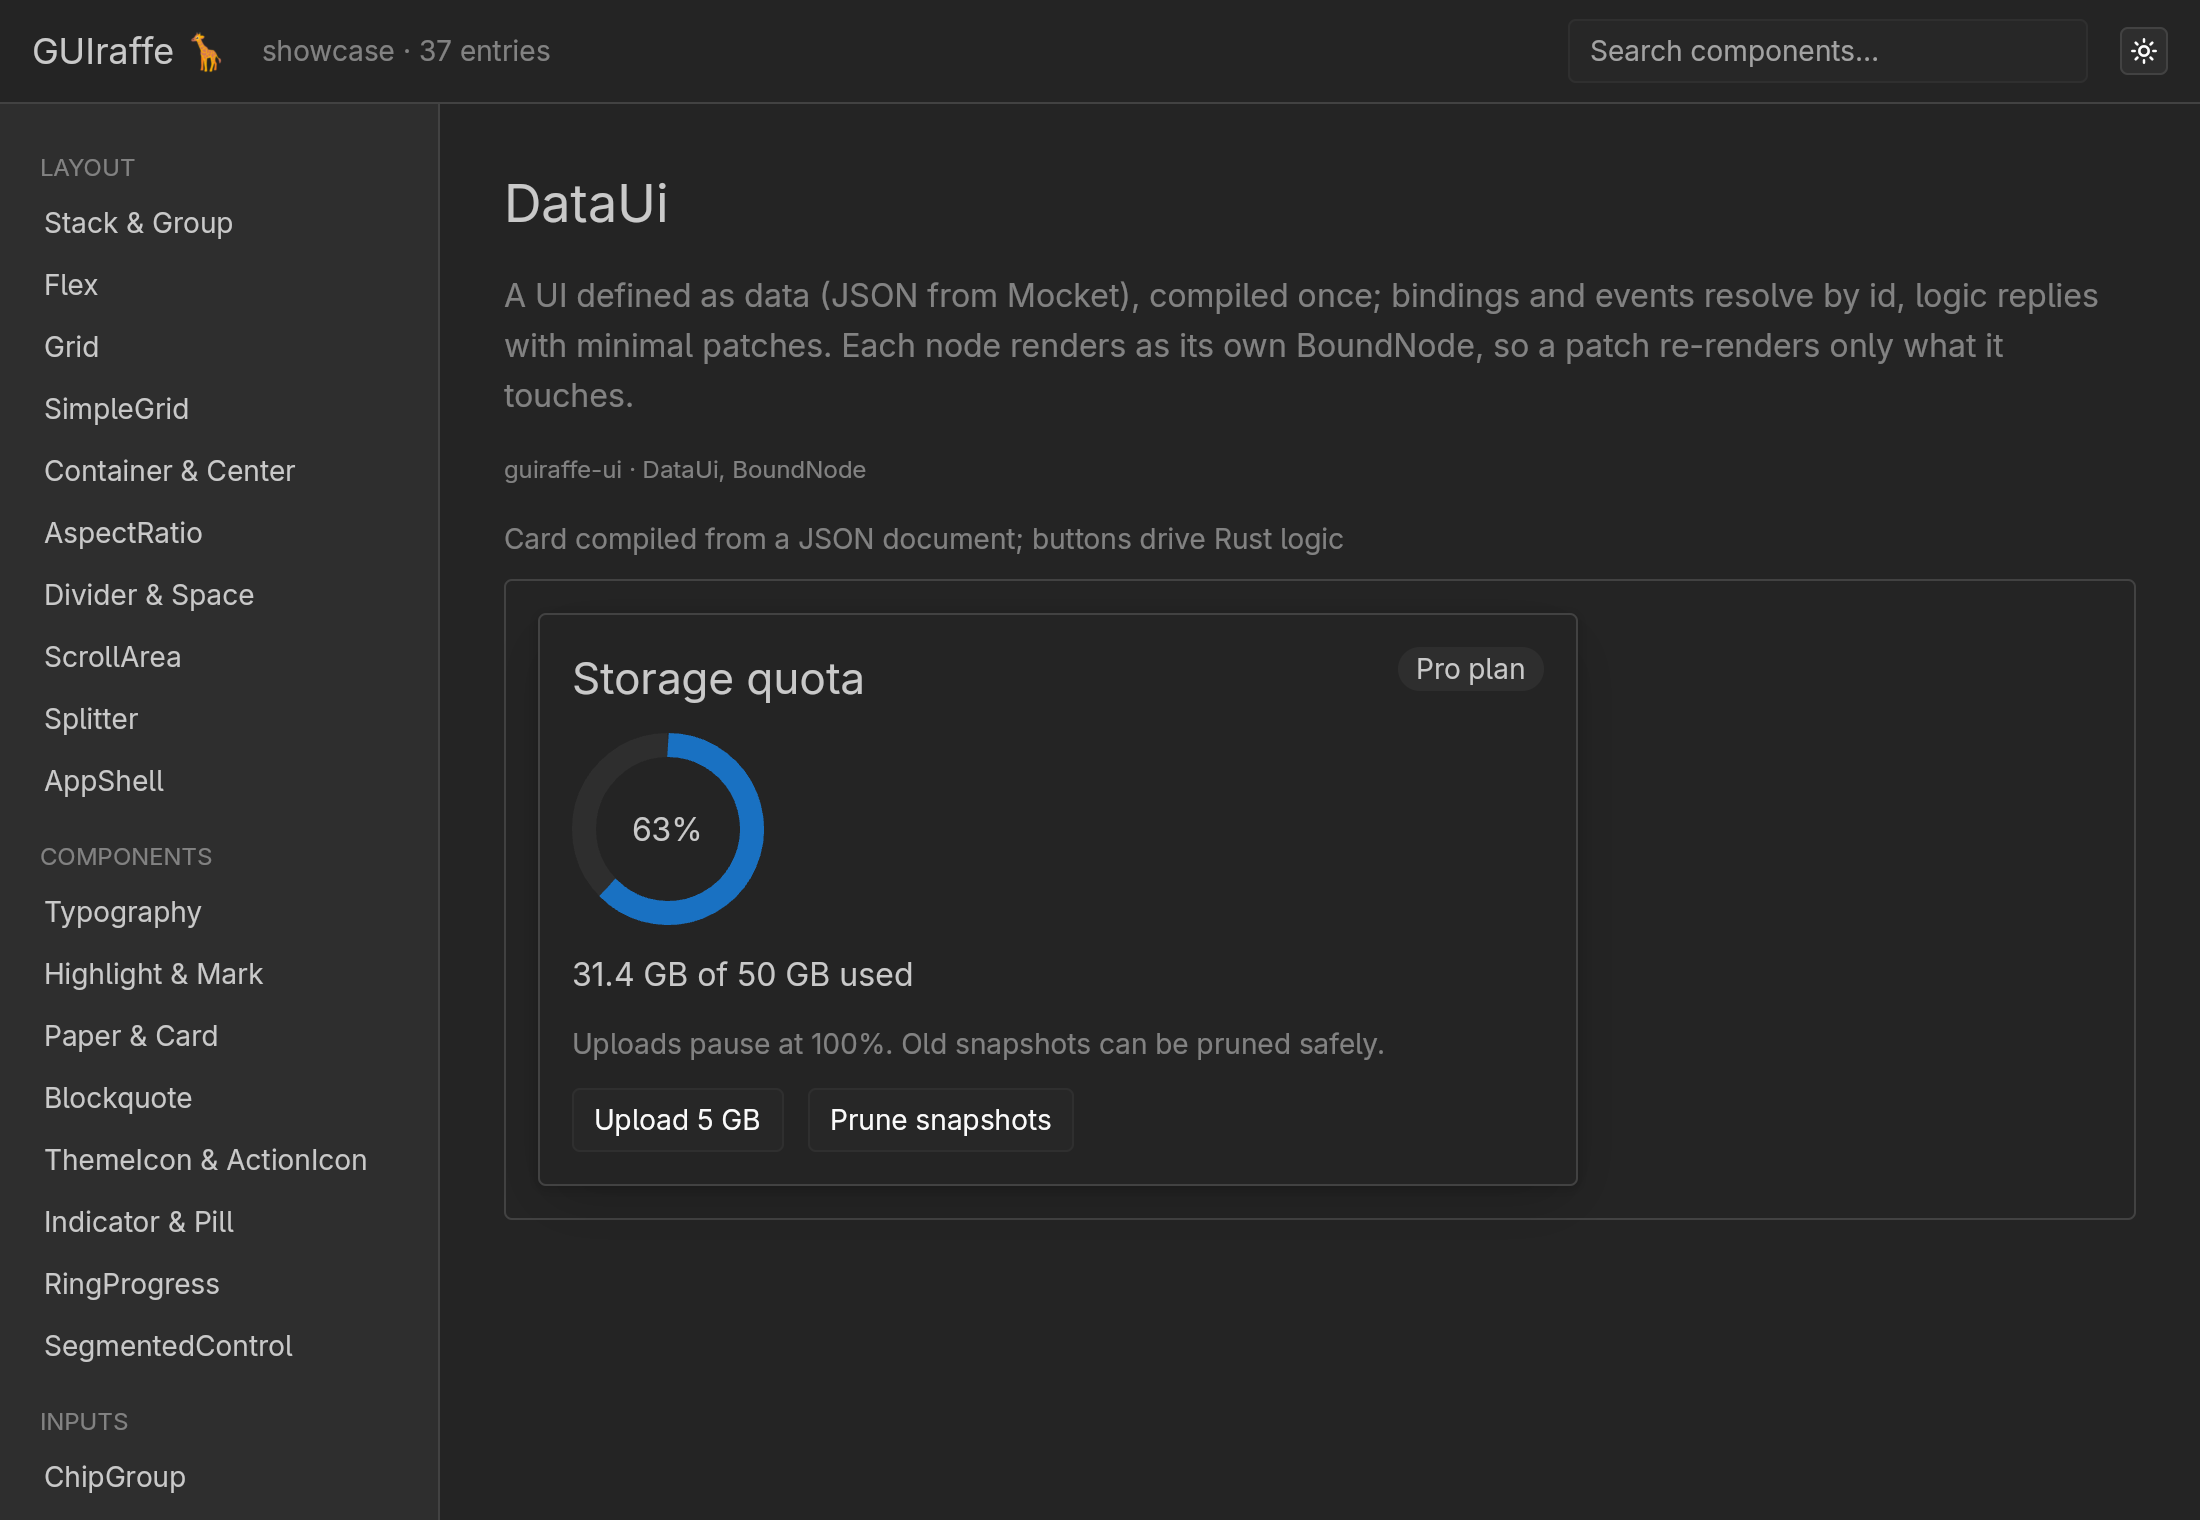 GUIraffe 🦒 showcase · 37 entries
Search components...
LAYOUT
Stack & Group
Flex
Grid
SimpleGrid
Container & Center
AspectRatio
Divider & Space
ScrollArea
Splitter
AppShell
COMPONENTS
Typography
Highlight & Mark
Paper & Card
Blockquote
ThemeIcon & ActionIcon
Indicator & Pill
RingProgress
SegmentedControl
INPUTS
ChipGroup
DataUi
A UI defined as data (JSON from Mocket), compiled once; bindings and events resolve by id, logic replies
with minimal patches. Each node renders as its own BoundNode, so a patch re-renders only what it
touches.
guiraffe-ui · DataUi, BoundNode
Card compiled from a JSON document; buttons drive Rust logic
Storage quota
Pro plan
63%
31.4 GB of 50 GB used
Uploads pause at 100%. Old snapshots can be pruned safely.
Upload 5 GB
Prune snapshots